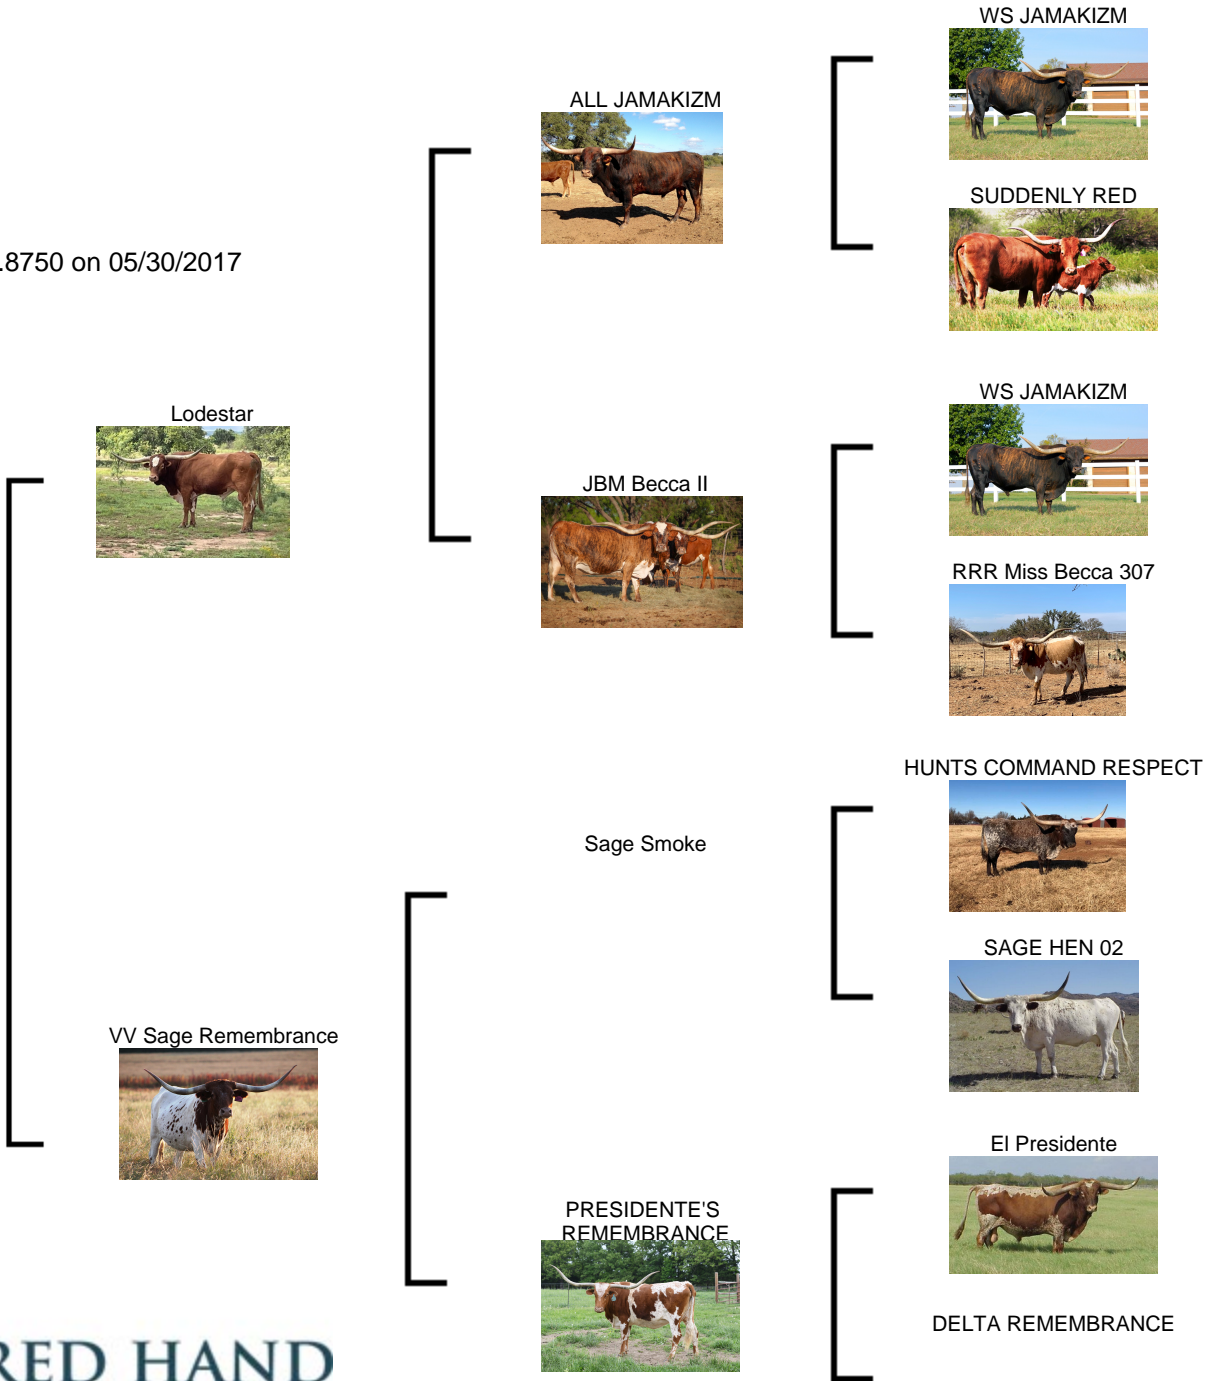 WS JAMAKIZM
ALL JAMAKIZM
SUDDENLY RED
.8750 on 05/30/2017
WS JAMAKIZM
Lodestar
JBM Becca II
RRR Miss Becca 307
HUNTS COMMAND RESPECT
Sage Smoke
SAGE HEN 02
VV Sage Remembrance
El Presidente
PRESIDENTE'S
REMEMBRANCE
DELTA REMEMBRANCE
RED HAND